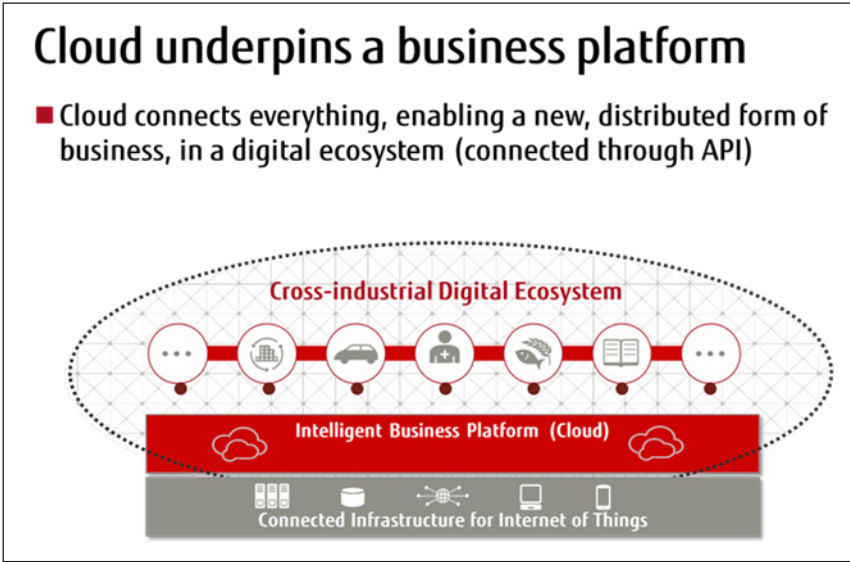 Cloud underpins a business platform
Cloud connects everything, enabling a new, distributed form of
business, in a digital ecosystem (connected through API)
Cross-industrial Digital Ecosystem
Intelligent Business Platform (Cloud)
Connected Infrastructure for Internet of Things